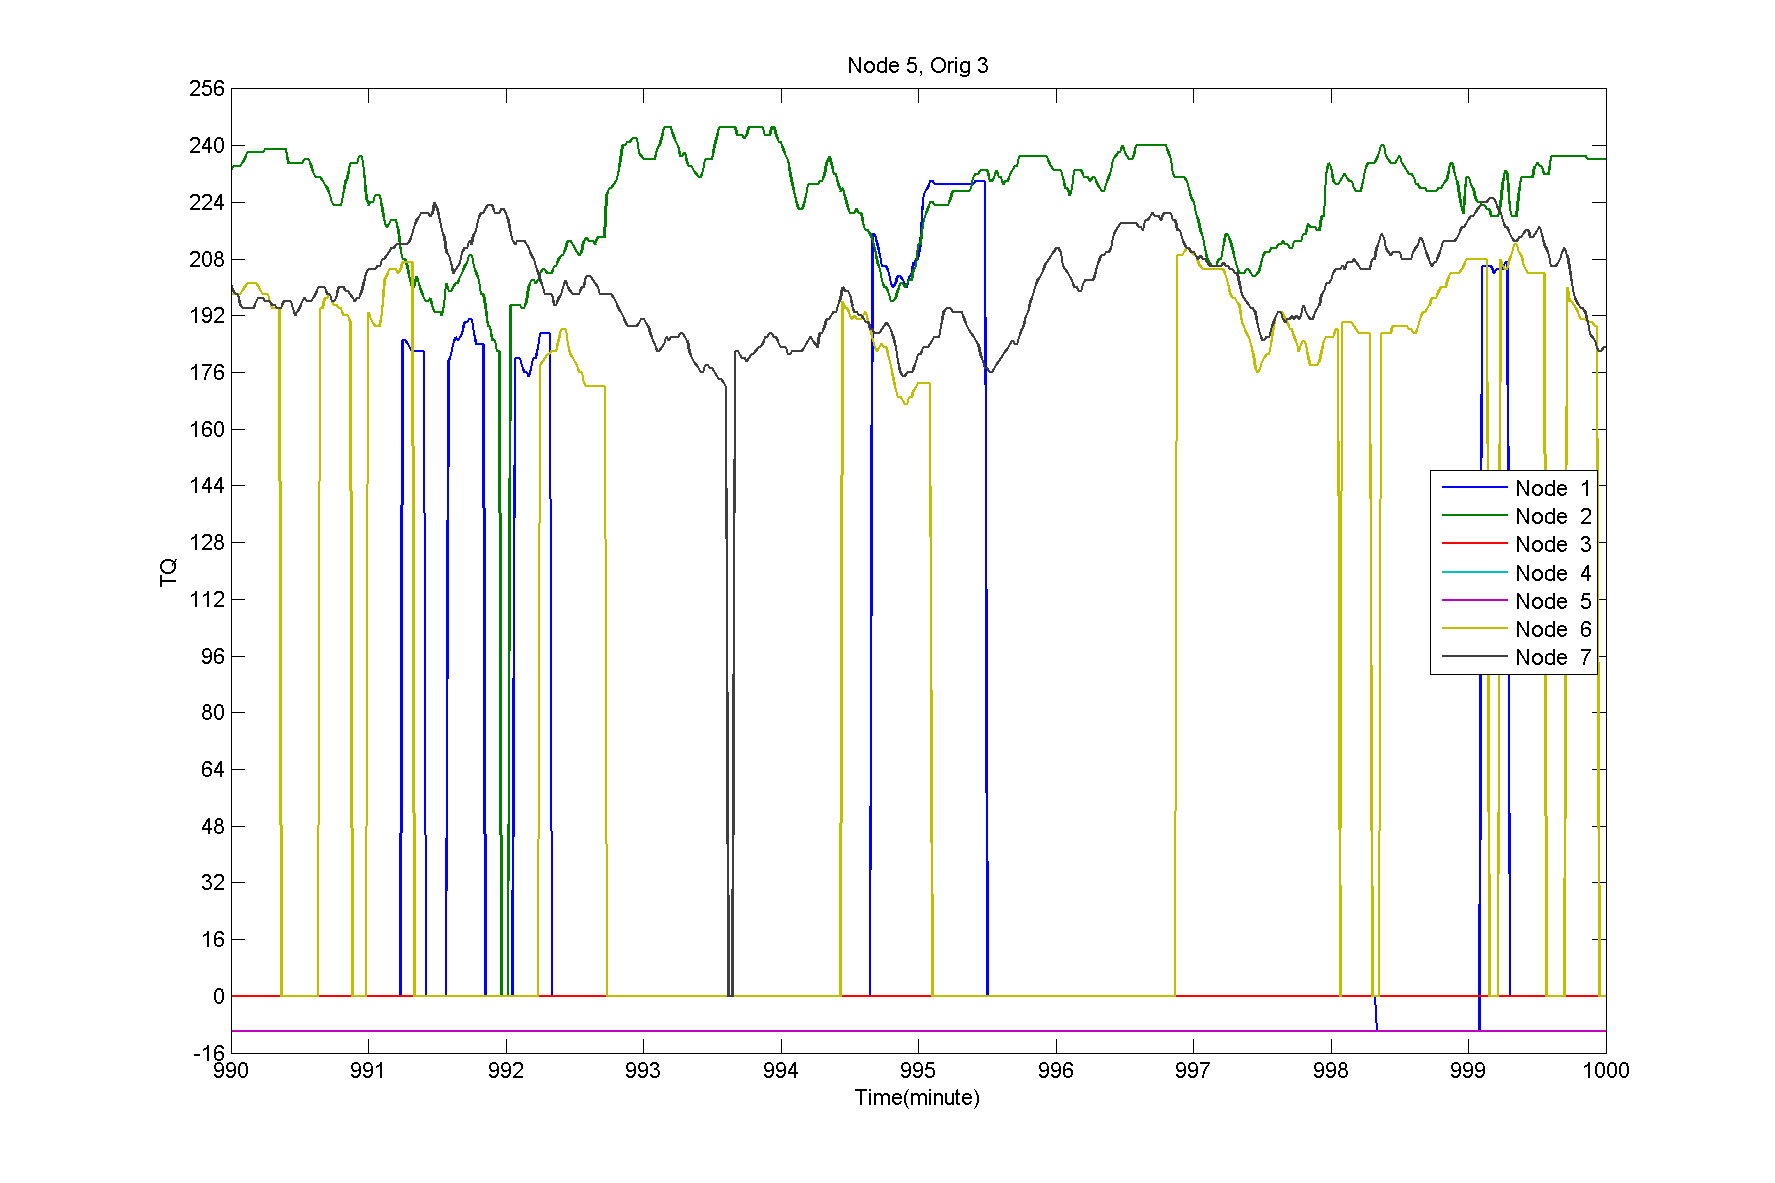 Node 5, Orig 3
256
240
224
208
192
176
160
144
128
112
96
80
64
48
32
16
0
-16
TQ
Node 1
Node 2
Node 3
Node 4
Node 5
Node 6
Node 7
990 991 992 993 994 995 996 997 998 999 1000
Time(minute)